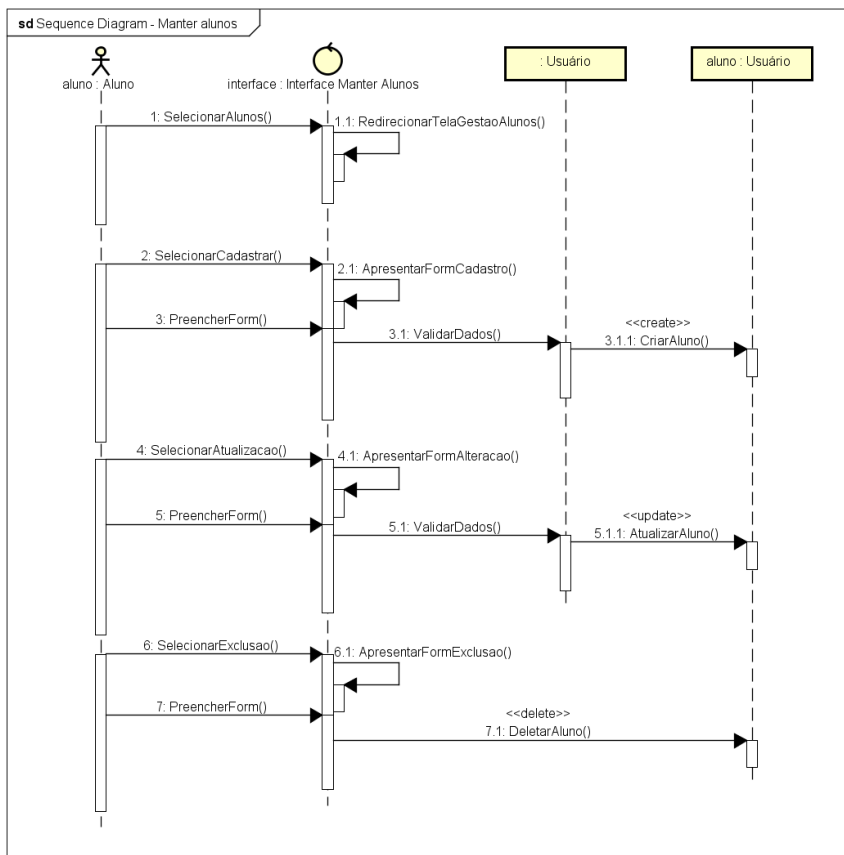 sd Sequence Diagram - Manter alunos
aluno : Aluno
interface : Interface Manter Alunos
: Usuário
aluno : Usuário
1: SelecionarAlunos()
1.1: RedirecionarTelaGestaoAlunos()
2: SelecionarCadastrar()
2.1: ApresentarFormCadastro()
3: PreencherForm()
3.1: ValidarDados()
<<create>>
3.1.1: CriarAluno()
4: SelecionarAtualizacao()
4.1: ApresentarFormAlteracao()
5: PreencherForm()
5.1: ValidarDados()
<<update>>
5.1.1: AtualizarAluno()
6: SelecionarExclusao()
6.1: ApresentarFormExclusao()
7: PreencherForm()
<<delete>>
7.1: DeletarAluno()